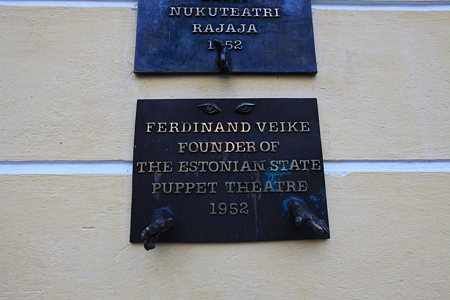 NUKUTEATRI
RAJAJA
1952
FERDINAND VEIKE
FOUNDER OF
THE ESTONIAN STATE
PUPPET THEATRE
1952